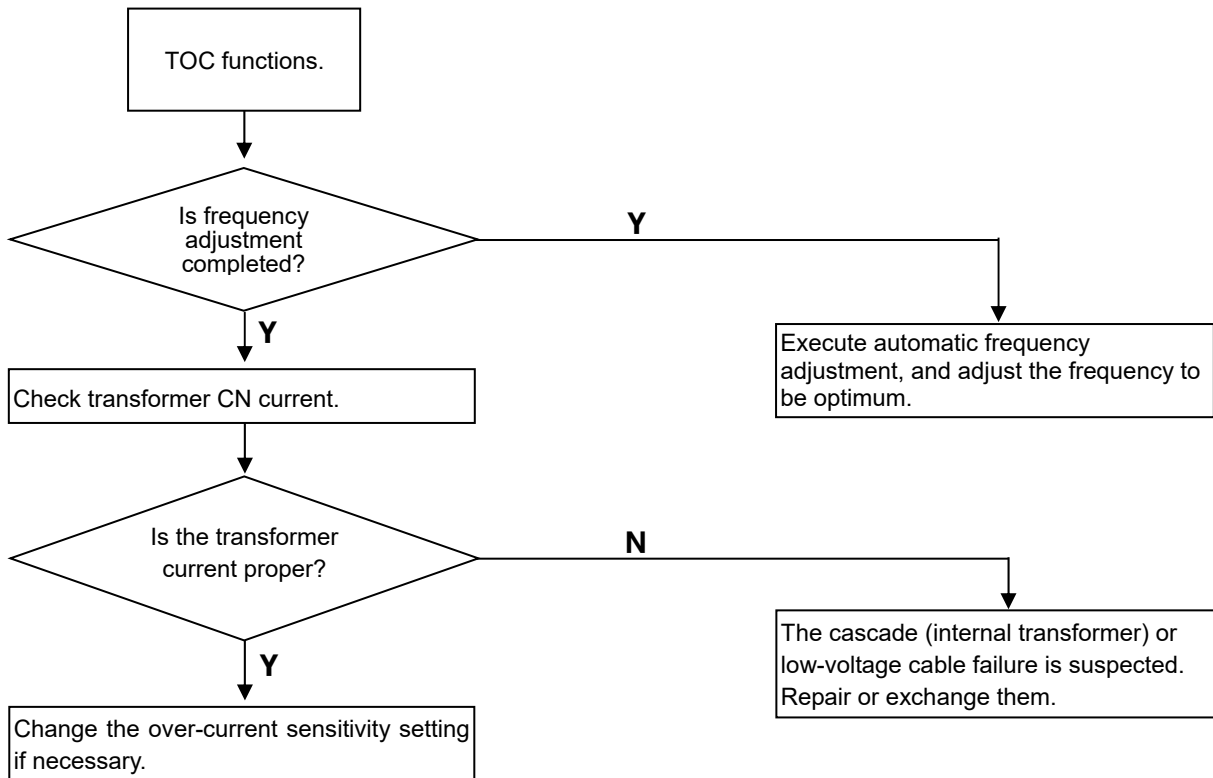 TOC functions.
Is frequency
adjustment
completed?
Y
Y
Execute automatic frequency
adjustment, and adjust the frequency to
be optimum.
Check transformer CN current.
Is the transformer
current proper?
N
Y
The cascade (internal transformer) or
low-voltage cable failure is suspected.
Repair or exchange them.
Change the over-current sensitivity setting
if necessary.